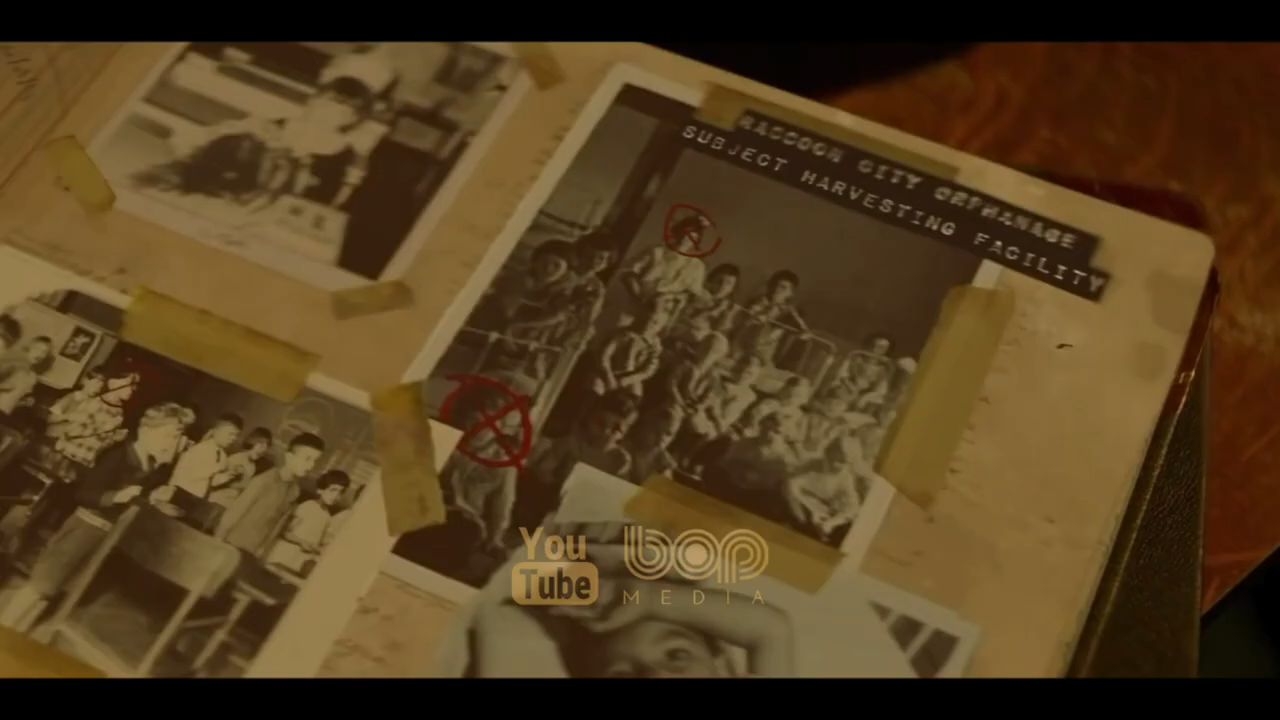 RACCOON CITY ORPHANAGE
SUBJECT HARVESTING FACILITY
You
Tube
bop
MEDIA